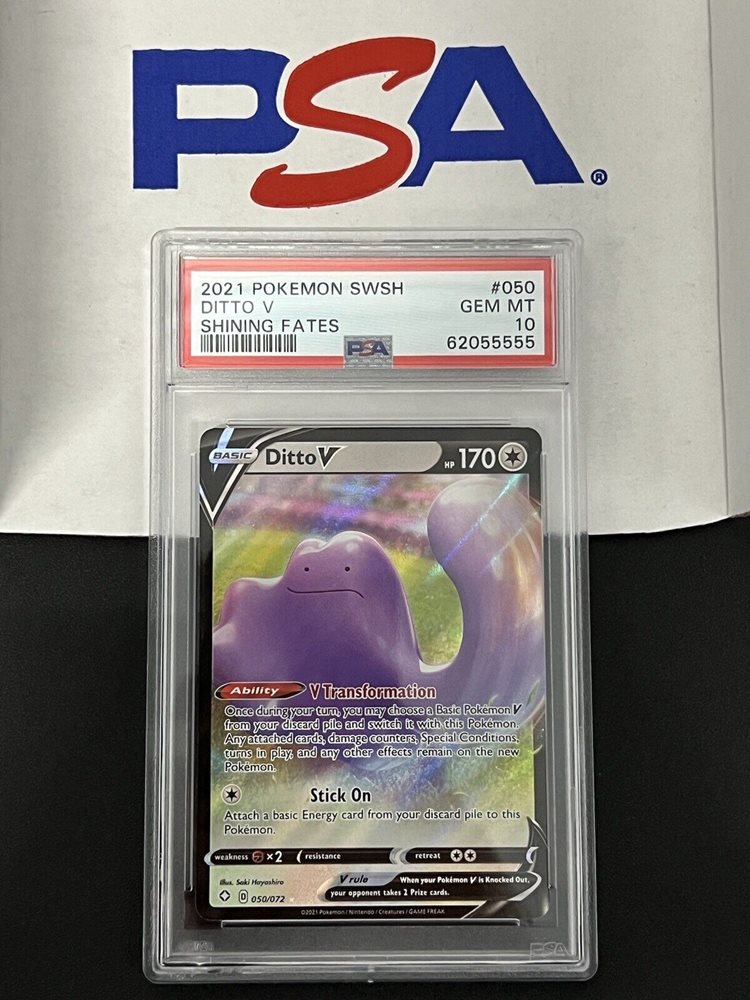 PSA®
2021 POKEMON SWSH #050
DITTO V GEM MT
SHINING FATES 10
PSA 62055555
BASIC Ditto V HP 170
Ability V Transformation
Once during your turn, you may choose a Basic Pokémon V
from your discard pile and switch it with this Pokémon.
Any attached cards, damage counters, Special Conditions,
turns in play, and any other effects remain on the new
Pokémon.
Stick On
Attach a basic Energy card from your discard pile to this
Pokémon.
weakness ×2 resistance retreat
V rule When your Pokémon V is Knocked Out,
your opponent takes 2 Prize cards.
Illus. Saki Hayashiro
D 050/072
©2021 Pokémon / Nintendo / Creatures / GAME FREAK
PSA